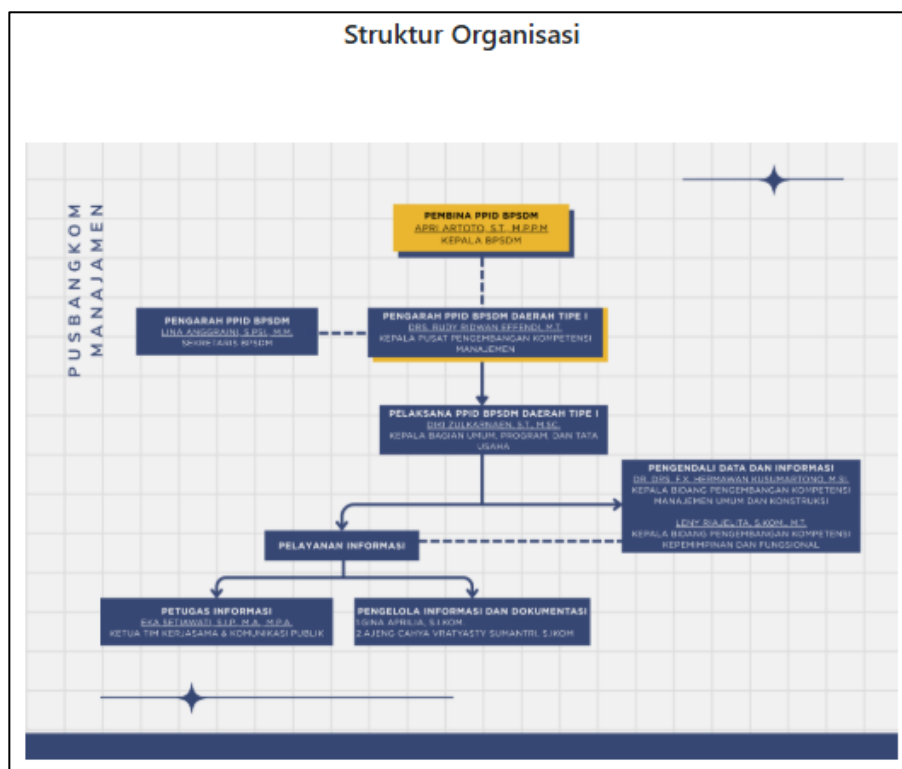 Struktur Organisasi
PUSBANGKOM
MANAJAMEN
PEMBINA PPID BPSDM
APRI ARTOTO, S.T., M.P.P.M
KEPALA BPSDM
PENGARAH PPID BPSDM
LINA ANGGRAINI, S.PSI., M.M.
SEKRETARIS BPSDM
PENGARAH PPID BPSDM DAERAH TIPE I
DRS. RUDY RIDWAN EFFENDI, M.T.
KEPALA PUSAT PENGEMBANGAN KOMPETENSI
MANAJEMEN
PELAKSANA PPID BPSDM DAERAH TIPE I
DIKI ZULKARNAEN, S.T., M.SC.
KEPALA BAGIAN UMUM, PROGRAM, DAN TATA
USAHA
PENGENDALI DATA DAN INFORMASI
DR. DRS. F.X. HERMAWAN KUSUMARTONO, M.SI.
KEPALA BIDANG PENGEMBANGAN KOMPETENSI
MANAJEMEN UMUM DAN KONSTRUKSI
LENY RIAJELITA, S.KOM., M.T.
KEPALA BIDANG PENGEMBANGAN KOMPETENSI
KEPEMIMPINAN DAN FUNGSIONAL
PELAYANAN INFORMASI
PETUGAS INFORMASI
EKA SETIAWATI, S.I.P., M.A., M.P.A.
KETUA TIM KERJASAMA & KOMUNIKASI PUBLIK
PENGELOLA INFORMASI DAN DOKUMENTASI
1.GINA APRILIA, S.I.KOM.
2.AJENG CAHYA VRATYASTY SUMANTRI, S.IKOM